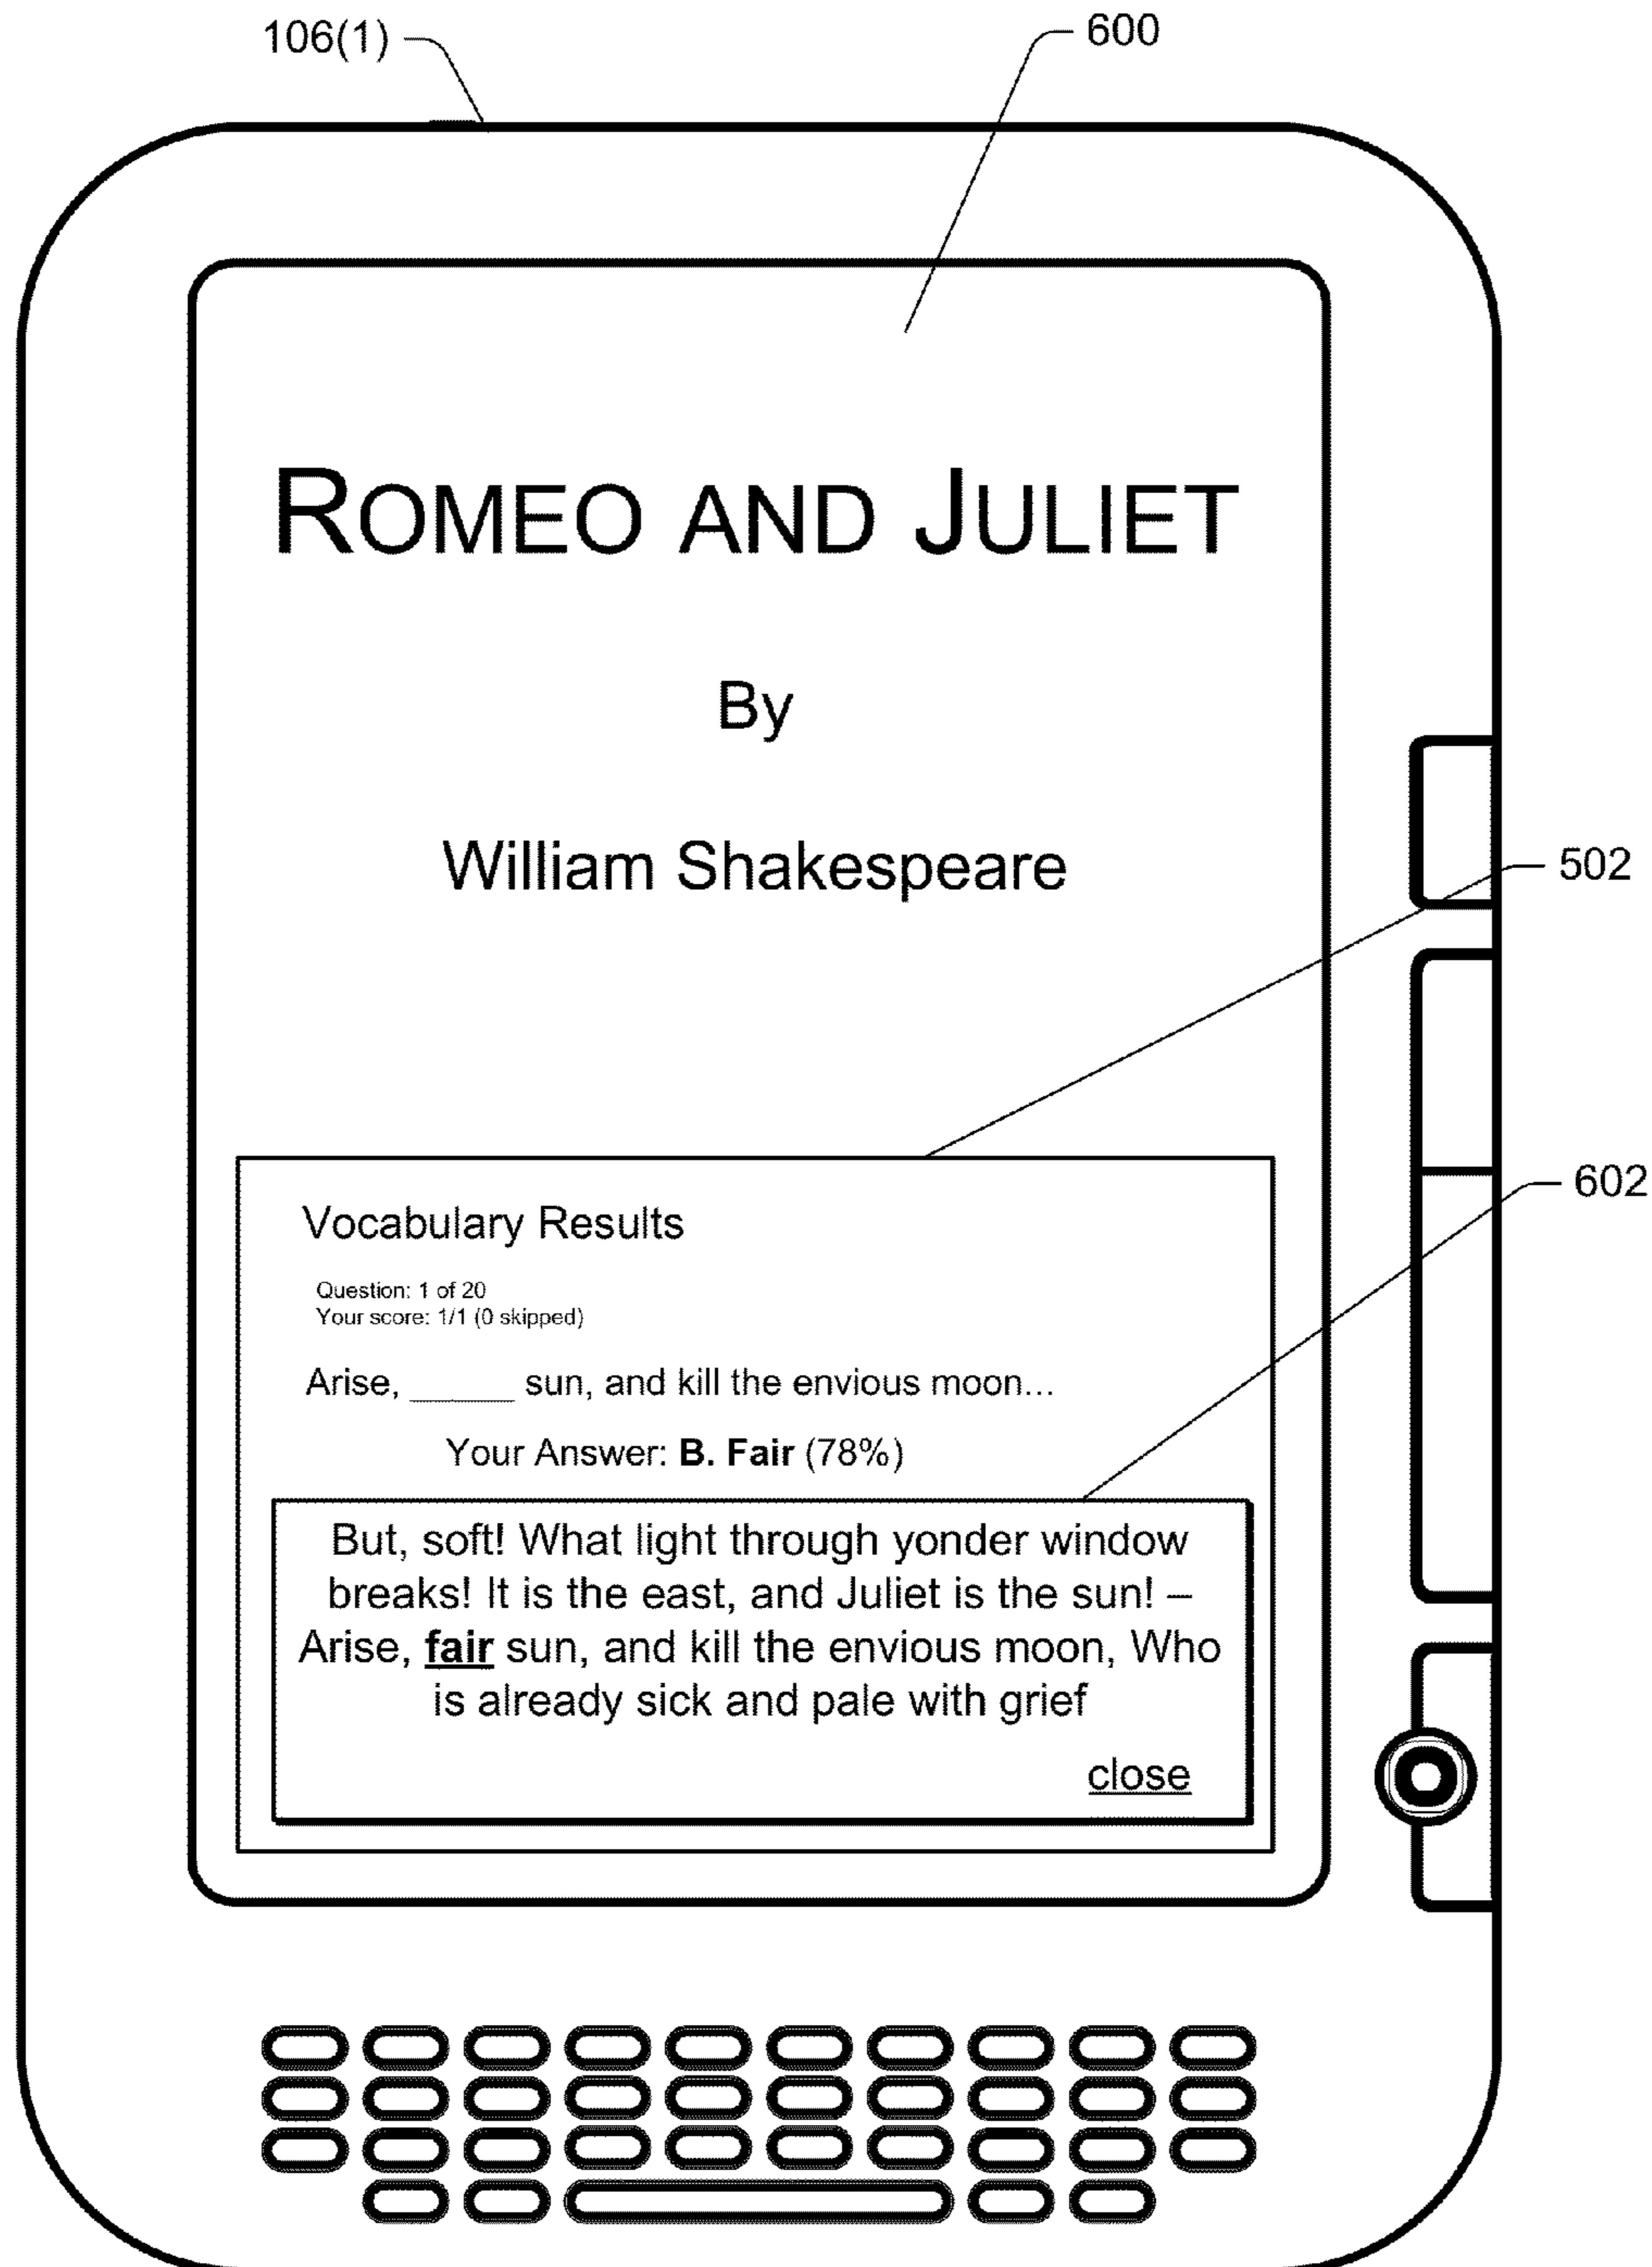 106(1)
600
ROMEO AND JULIET
By
William Shakespeare
502
602
Vocabulary Results
Question: 1 of 20
Your score: 1/1 (0 skipped)
Arise, ______ sun, and kill the envious moon...
Your Answer: B. Fair (78%)
But, soft! What light through yonder window
breaks! It is the east, and Juliet is the sun! –
Arise, fair sun, and kill the envious moon, Who
is already sick and pale with grief
close